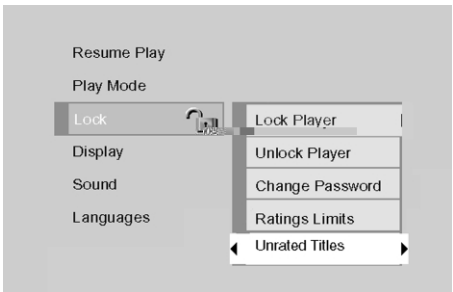 Resume Play
Play Mode
Lock
Display
Sound
Languages
Lock Player
Unlock Player
Change Password
Ratings Limits
Unrated Titles